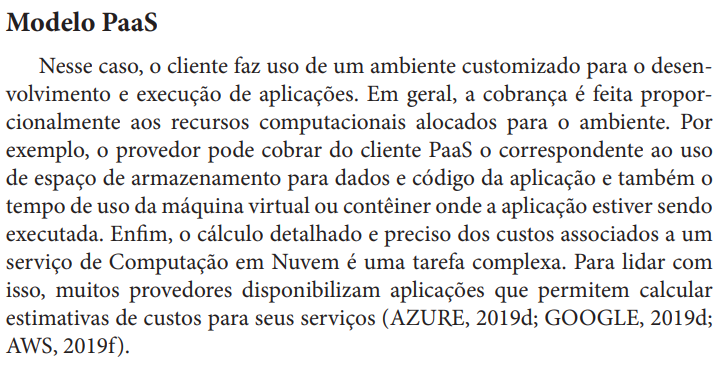 Modelo PaaS
Nesse caso, o cliente faz uso de um ambiente customizado para o desen-
volvimento e execução de aplicações. Em geral, a cobrança é feita propor-
cionalmente aos recursos computacionais alocados para o ambiente. Por
exemplo, o provedor pode cobrar do cliente PaaS o correspondente ao uso
de espaço de armazenamento para dados e código da aplicação e também o
tempo de uso da máquina virtual ou contêiner onde a aplicação estiver sendo
executada. Enfim, o cálculo detalhado e preciso dos custos associados a um
serviço de Computação em Nuvem é uma tarefa complexa. Para lidar com
isso, muitos provedores disponibilizam aplicações que permitem calcular
estimativas de custos para seus serviços (AZURE, 2019d; GOOGLE, 2019d;
AWS, 2019f).